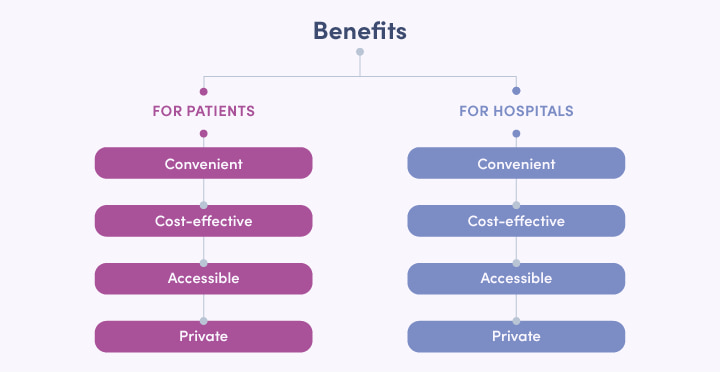 Benefits
FOR PATIENTS
Convenient
Cost-effective
Accessible
Private
FOR HOSPITALS
Convenient
Cost-effective
Accessible
Private